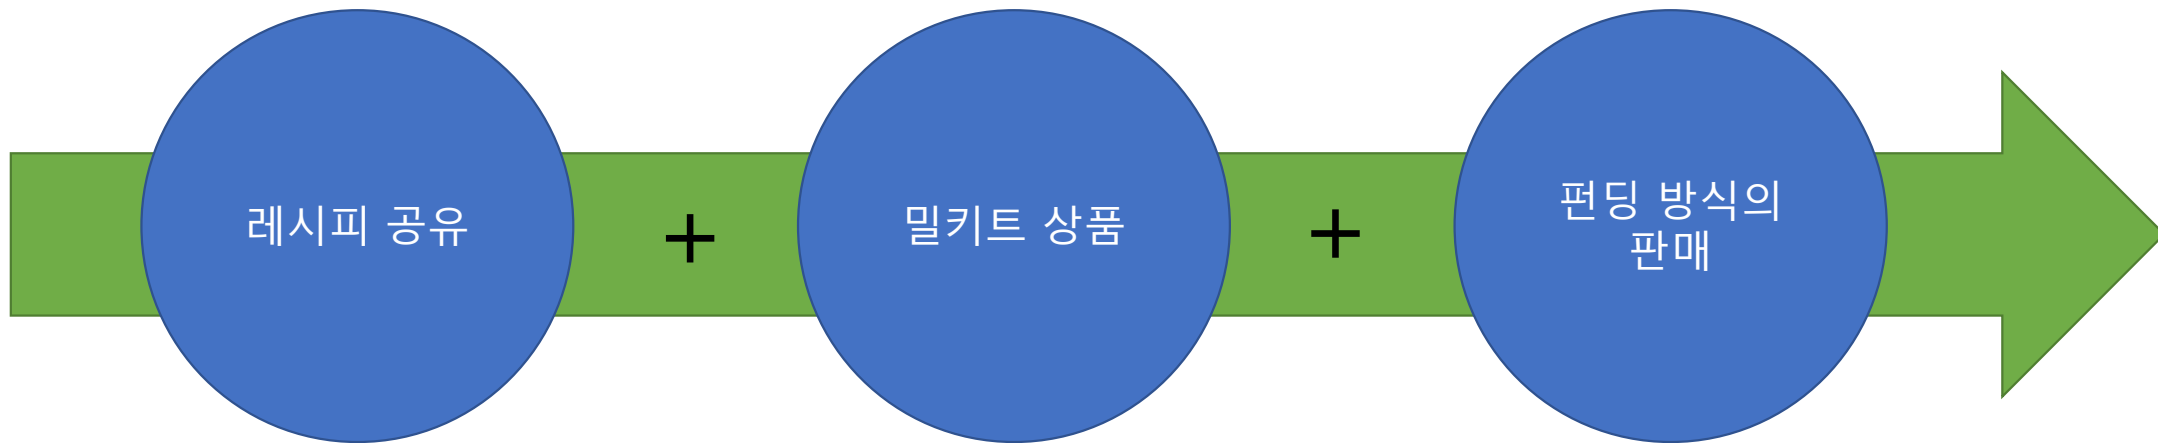 레시피 공유
+
밀키트 상품
+
펀딩 방식의
판매